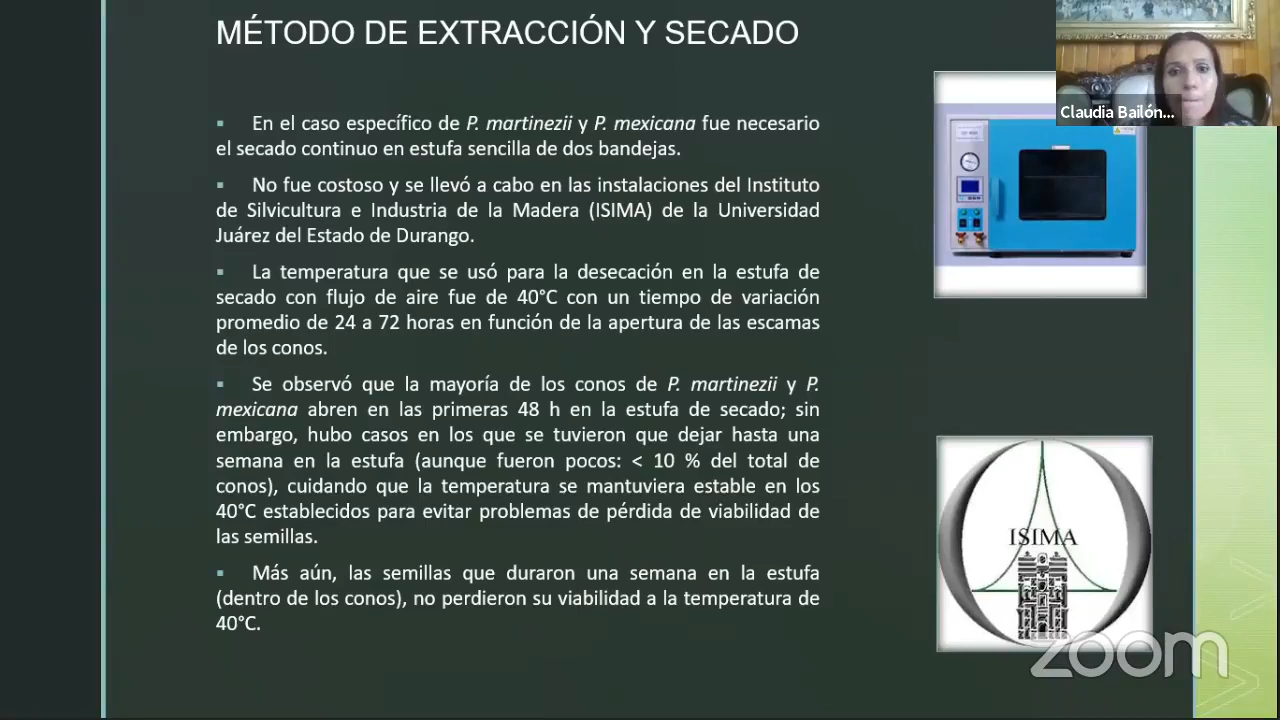 MÉTODO DE EXTRACCIÓN Y SECADO
Claudia Bailón...
▪ En el caso específico de P. martinezii y P. mexicana fue necesario
el secado continuo en estufa sencilla de dos bandejas.
▪ No fue costoso y se llevó a cabo en las instalaciones del Instituto
de Silvicultura e Industria de la Madera (ISIMA) de la Universidad
Juárez del Estado de Durango.
▪ La temperatura que se usó para la desecación en la estufa de
secado con flujo de aire fue de 40°C con un tiempo de variación
promedio de 24 a 72 horas en función de la apertura de las escamas
de los conos.
▪ Se observó que la mayoría de los conos de P. martinezii y P.
mexicana abren en las primeras 48 h en la estufa de secado; sin
embargo, hubo casos en los que se tuvieron que dejar hasta una
semana en la estufa (aunque fueron pocos: < 10 % del total de
conos), cuidando que la temperatura se mantuviera estable en los
40°C establecidos para evitar problemas de pérdida de viabilidad de
las semillas.
▪ Más aún, las semillas que duraron una semana en la estufa
(dentro de los conos), no perdieron su viabilidad a la temperatura de
40°C.
ISIMA
zoom